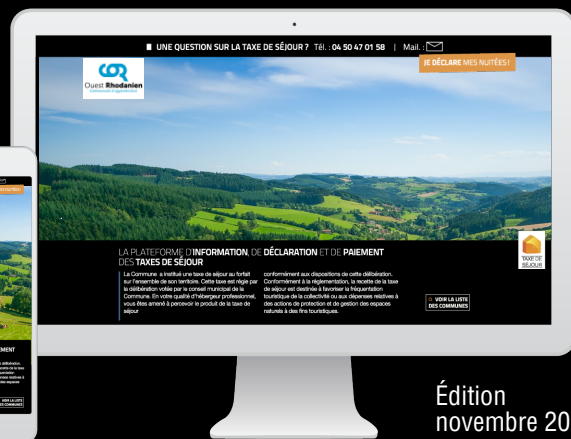 UNE QUESTION SUR LA TAXE DE SÉJOUR ? Tél. : 04 50 47 01 58 | Mail. :
JE DÉCLARE MES NUITÉES !
COR
Ouest Rhodanien
LA PLATEFORME D'INFORMATION, DE DÉCLARATION ET DE PAIEMENT
DES TAXES DE SÉJOUR
La Commune a institué une taxe de séjour au forfait
sur l'ensemble de son territoire. Cette taxe est régie par
la délibération votée par le conseil municipal de la
Commune. En votre qualité d'hébergeur professionnel,
vous êtes amené à percevoir le produit de la taxe de
séjour
conformément aux dispositions de cette délibération.
Conformément à la réglementation, la recette de la taxe
de séjour est destinée à favoriser la fréquentation
touristique de la collectivité ou aux dépenses relatives à
des actions de protection et de gestion des espaces
naturels à des fins touristiques.
TAXE DE
SÉJOUR
VOIR LA LISTE
DES COMMUNES
VOIR LA LISTE
DES COMMUNES
Édition
novembre 20